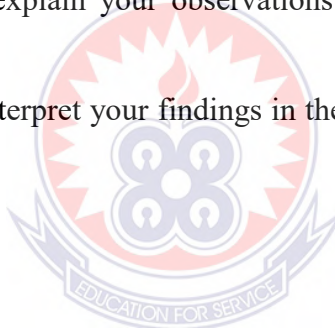 explain your observations
terpret your findings in the
EDUCATION FOR SERVICE